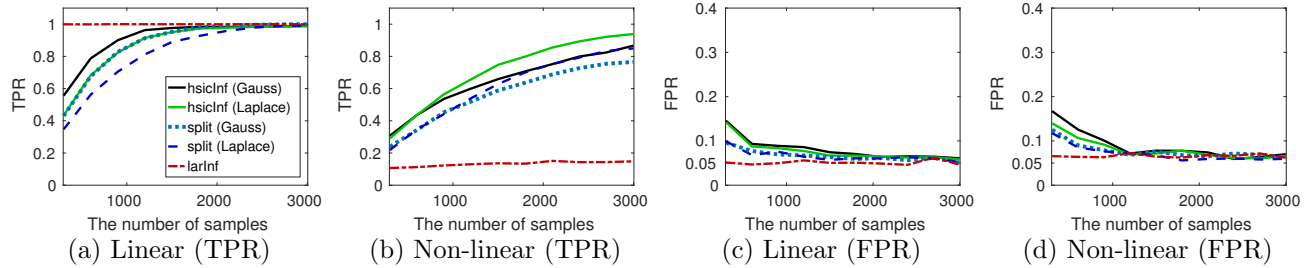 1
0.8
0.6
0.4
0.2
0
TPR
1000 2000 3000
The number of samples
hsicInf (Gauss)
hsicInf (Laplace)
split (Gauss)
split (Laplace)
larInf
(a) Linear (TPR)
1
0.8
0.6
0.4
0.2
0
TPR
1000 2000 3000
The number of samples
(b) Non-linear (TPR)
0.4
0.3
0.2
0.1
0.05
0
FPR
1000 2000 3000
The number of samples
(c) Linear (FPR)
0.4
0.3
0.2
0.1
0.05
0
FPR
1000 2000 3000
The number of samples
(d) Non-linear (FPR)